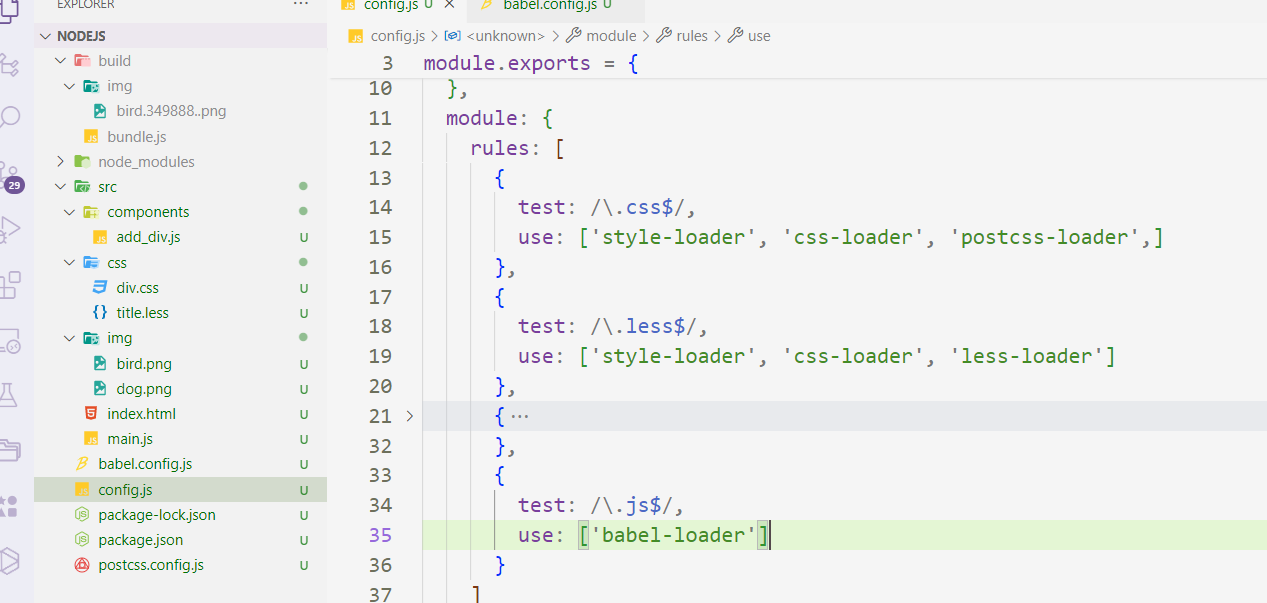 EXPLORER
config.js U
babel.config.js U
NODEJS
config.js > <unknown> > module > rules > use
build
img
bird.349888..png
bundle.js
node_modules
29
src
components
add_div.js U
css
div.css U
title.less U
img
bird.png U
dog.png U
index.html U
main.js U
babel.config.js U
config.js U
package-lock.json U
package.json U
postcss.config.js U
3 module.exports = {
10 },
11 module: {
12 rules: [
13 {
14 test: /\.css$/,
15 use: ['style-loader', 'css-loader', 'postcss-loader',]
16 },
17 {
18 test: /\.less$/,
19 use: ['style-loader', 'css-loader', 'less-loader']
20 },
21 > { ···
32 },
33 {
34 test: /\.js$/,
35 use: ['babel-loader']
36 }
37 ]